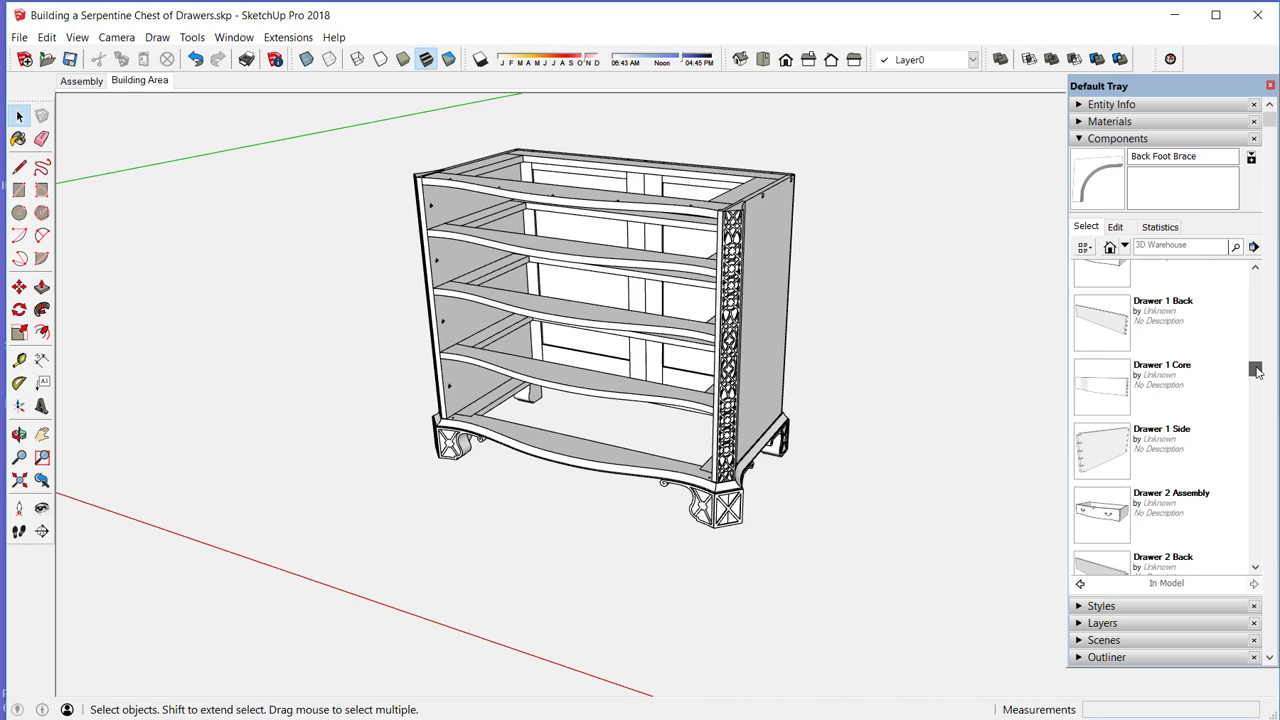 Building a Serpentine Chest of Drawers.skp - SketchUp Pro 2018
File Edit View Camera Draw Tools Window Extensions Help
J F M A M J J A S O N D
06:43 AM Noon 04:45 PM
Layer0
Assembly Building Area
Default Tray
Entity Info
Materials
Components
Back Foot Brace
Select Edit Statistics
3D Warehouse
Drawer 1 Back
by Unknown
No Description
Drawer 1 Core
by Unknown
No Description
Drawer 1 Side
by Unknown
No Description
Drawer 2 Assembly
by Unknown
No Description
Drawer 2 Back
by Unknown
In Model
Styles
Layers
Scenes
Outliner
Select objects. Shift to extend select. Drag mouse to select multiple.
Measurements